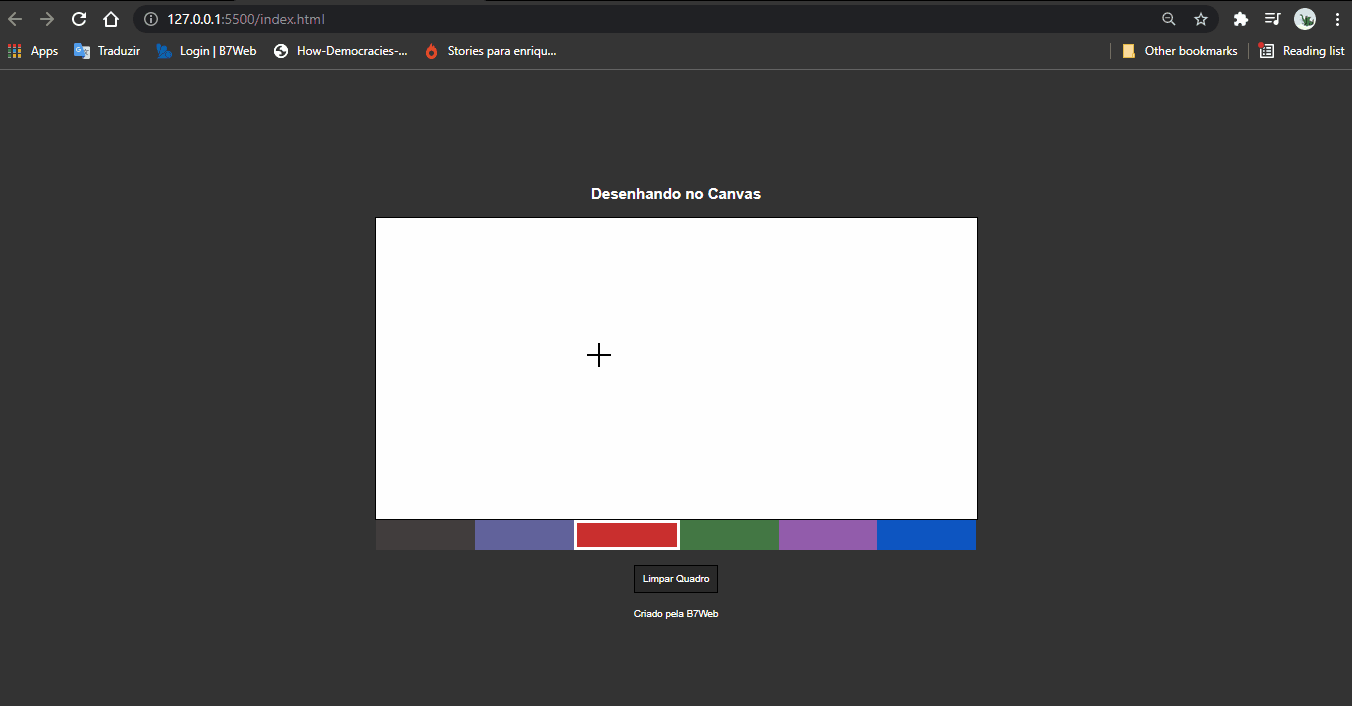 127.0.0.1:5500/index.html
Apps Traduzir Login | B7Web How-Democracies-... Stories para enriqu... Other bookmarks Reading list
Desenhando no Canvas
Limpar Quadro
Criado pela B7Web